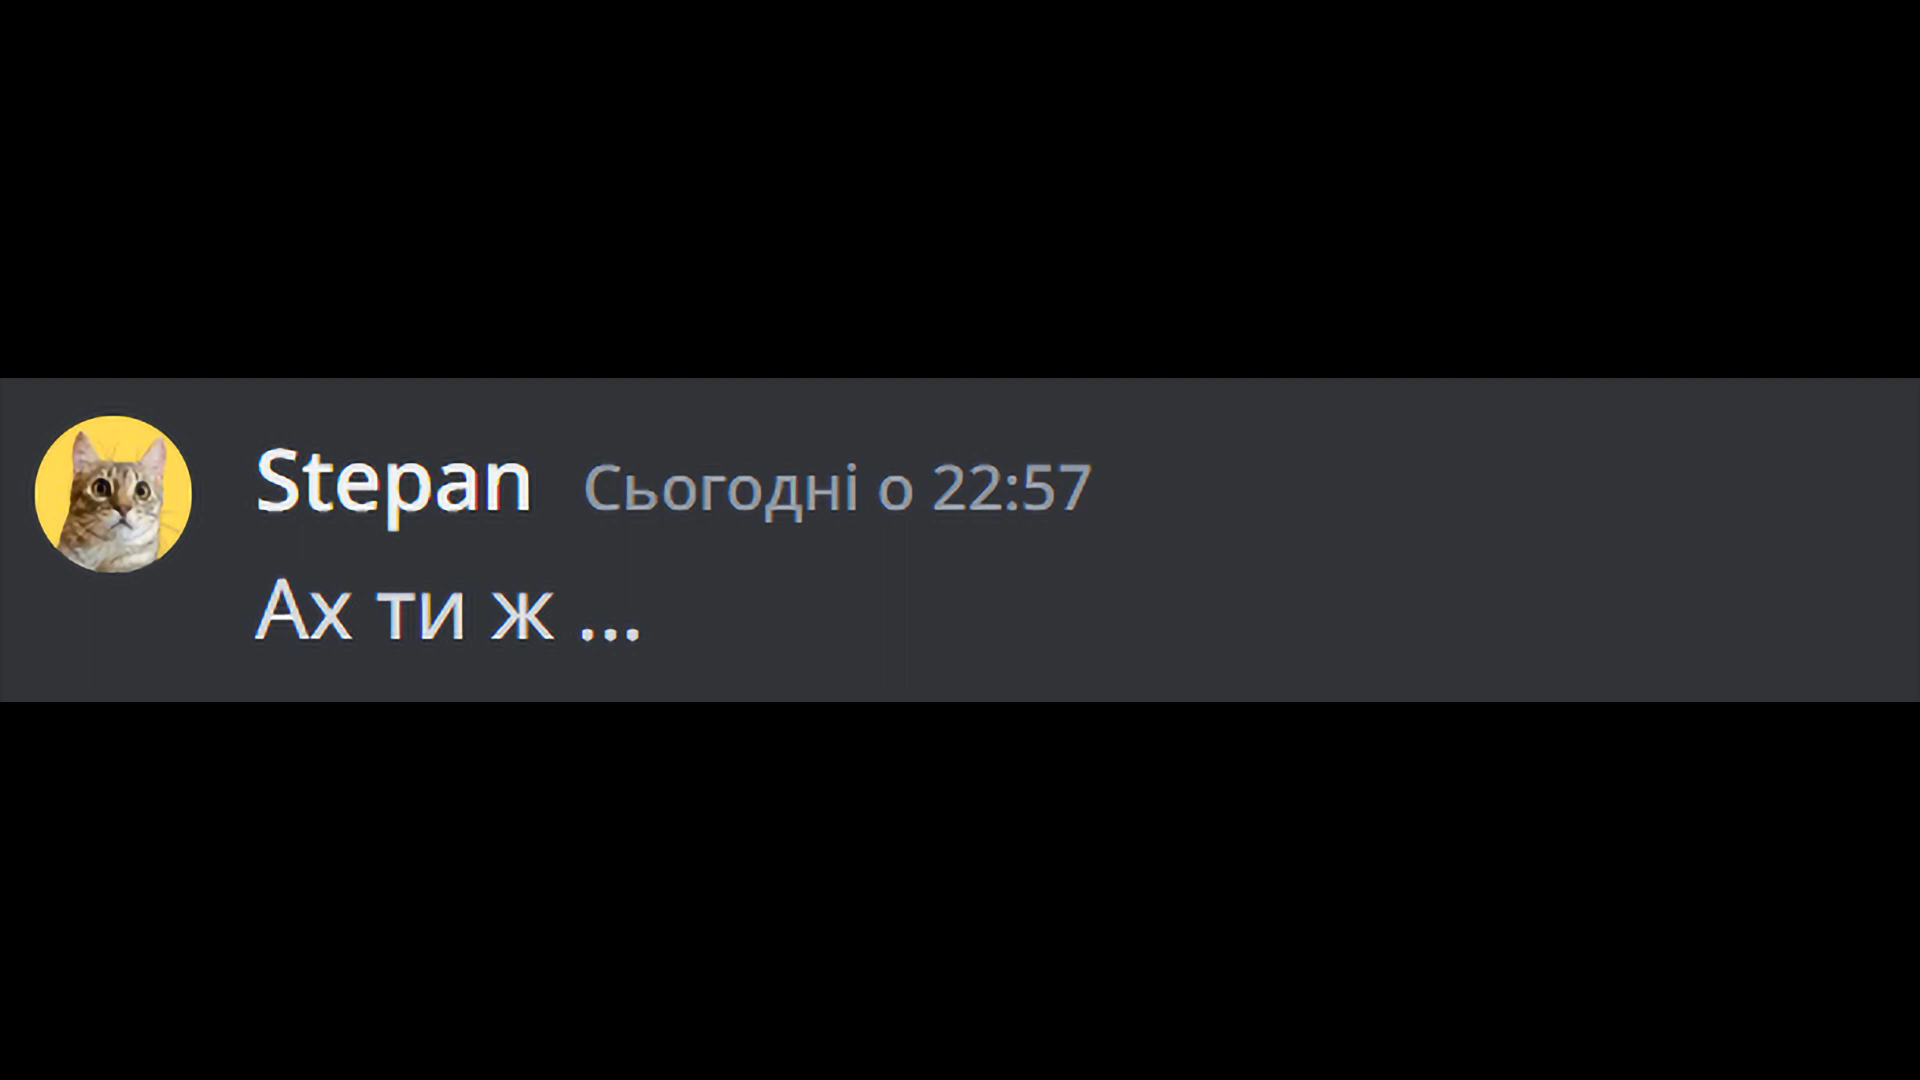 Stepan Сьогодні о 22:57
Ах ти ж ...